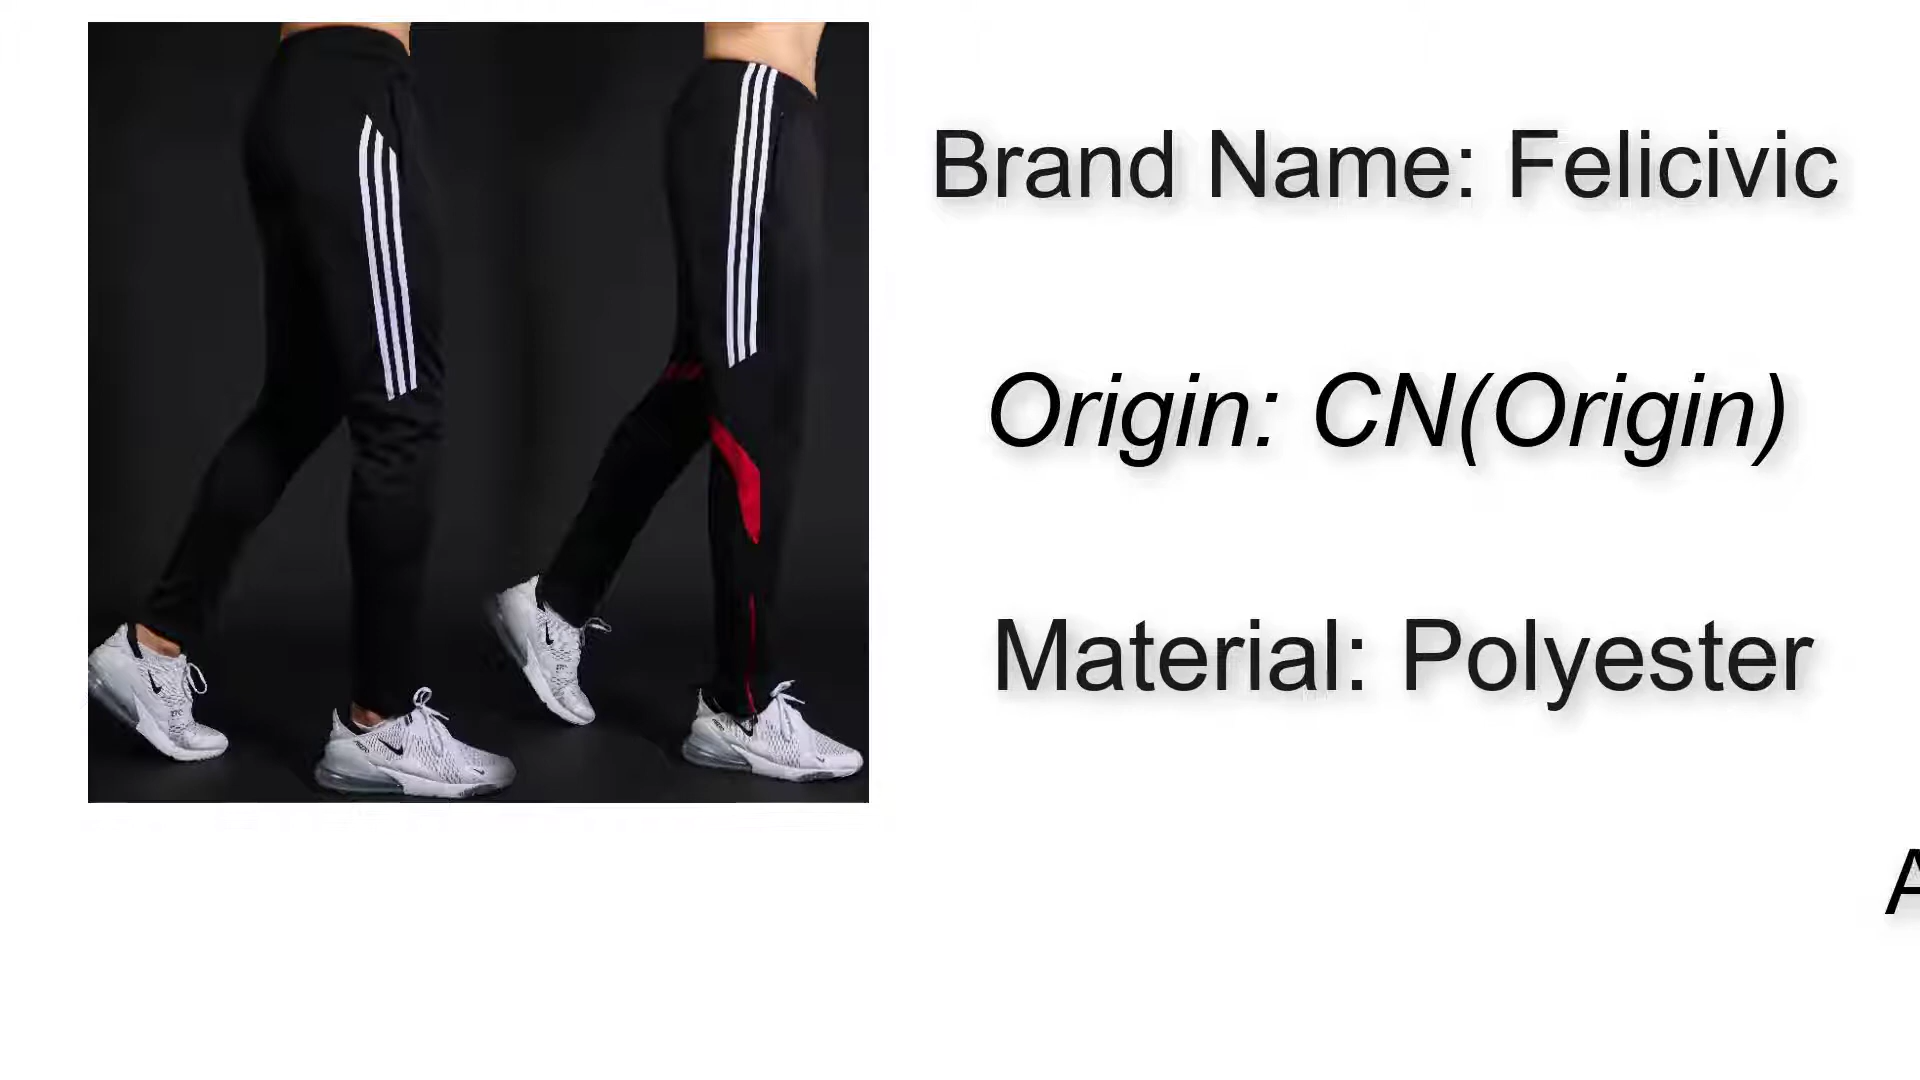 Brand Name: Felicivic
Origin: CN(Origin)
Material: Polyester
A